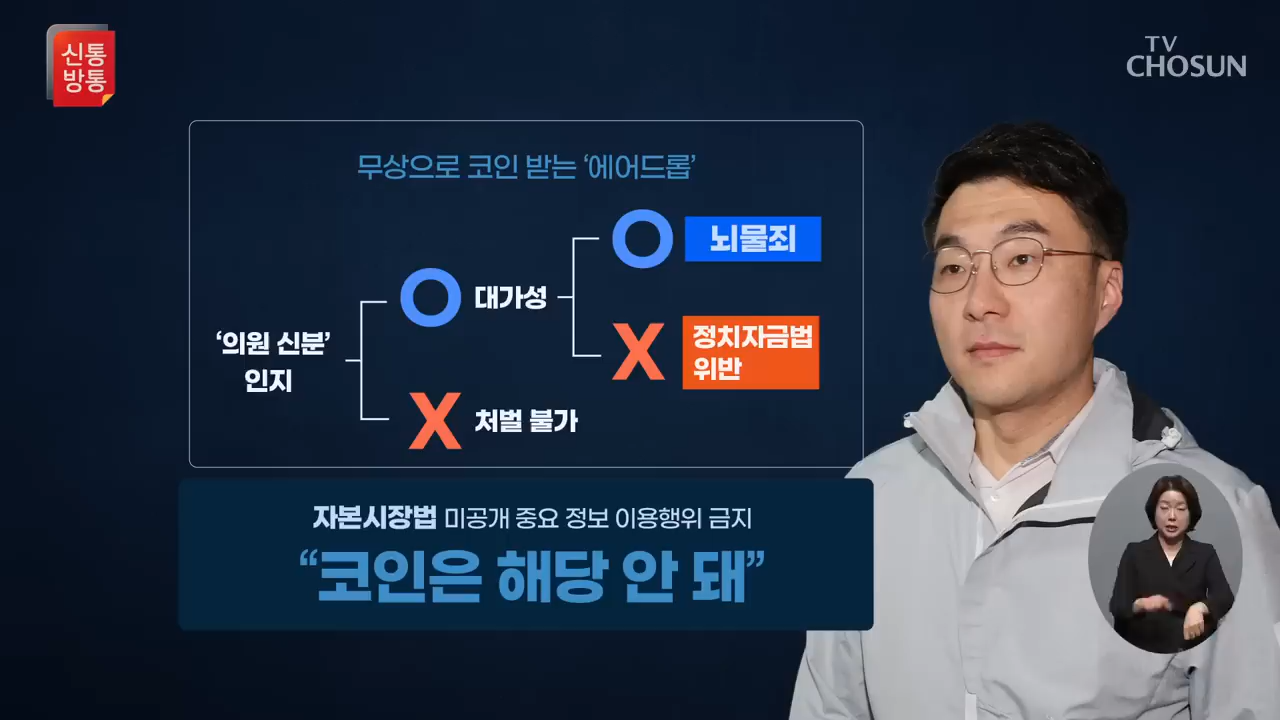 신통
방통
TV
CHOSUN
무상으로 코인 받는 ‘에어드롭’
‘의원 신분’
인지
O 대가성
O 뇌물죄
X 정치자금법
위반
X 처벌 불가
자본시장법 미공개 중요 정보 이용행위 금지
“코인은 해당 안 돼”